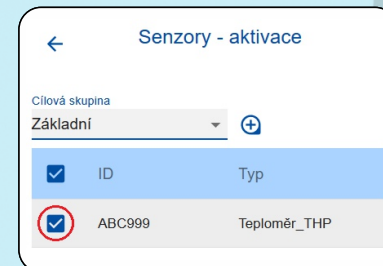 Senzory - aktivace
Cílová skupina
Základní
ID Typ
ABC999 Teploměr_THP